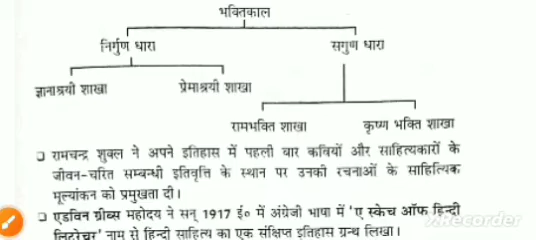 भक्तिकाल
निर्गुण धारा सगुण धारा
ज्ञानाश्रयी शाखा प्रेमाश्रयी शाखा
रामभक्ति शाखा कृष्ण भक्ति शाखा
❑ रामचन्द्र शुक्ल ने अपने इतिहास में पहली बार कवियों और साहित्यकारों के
जीवन-चरित सम्बन्धी इतिवृत्ति के स्थान पर उनकी रचनाओं के साहित्यिक
मूल्यांकन को प्रमुखता दी।
❑ एडविन ग्रीव्स महोदय ने सन् 1917 ई० में अंग्रेजी भाषा में 'ए स्केच ऑफ हिन्दी
लिटरेचर' नाम से हिन्दी साहित्य का एक संक्षिप्त इतिहास ग्रन्थ लिखा।
Recorder